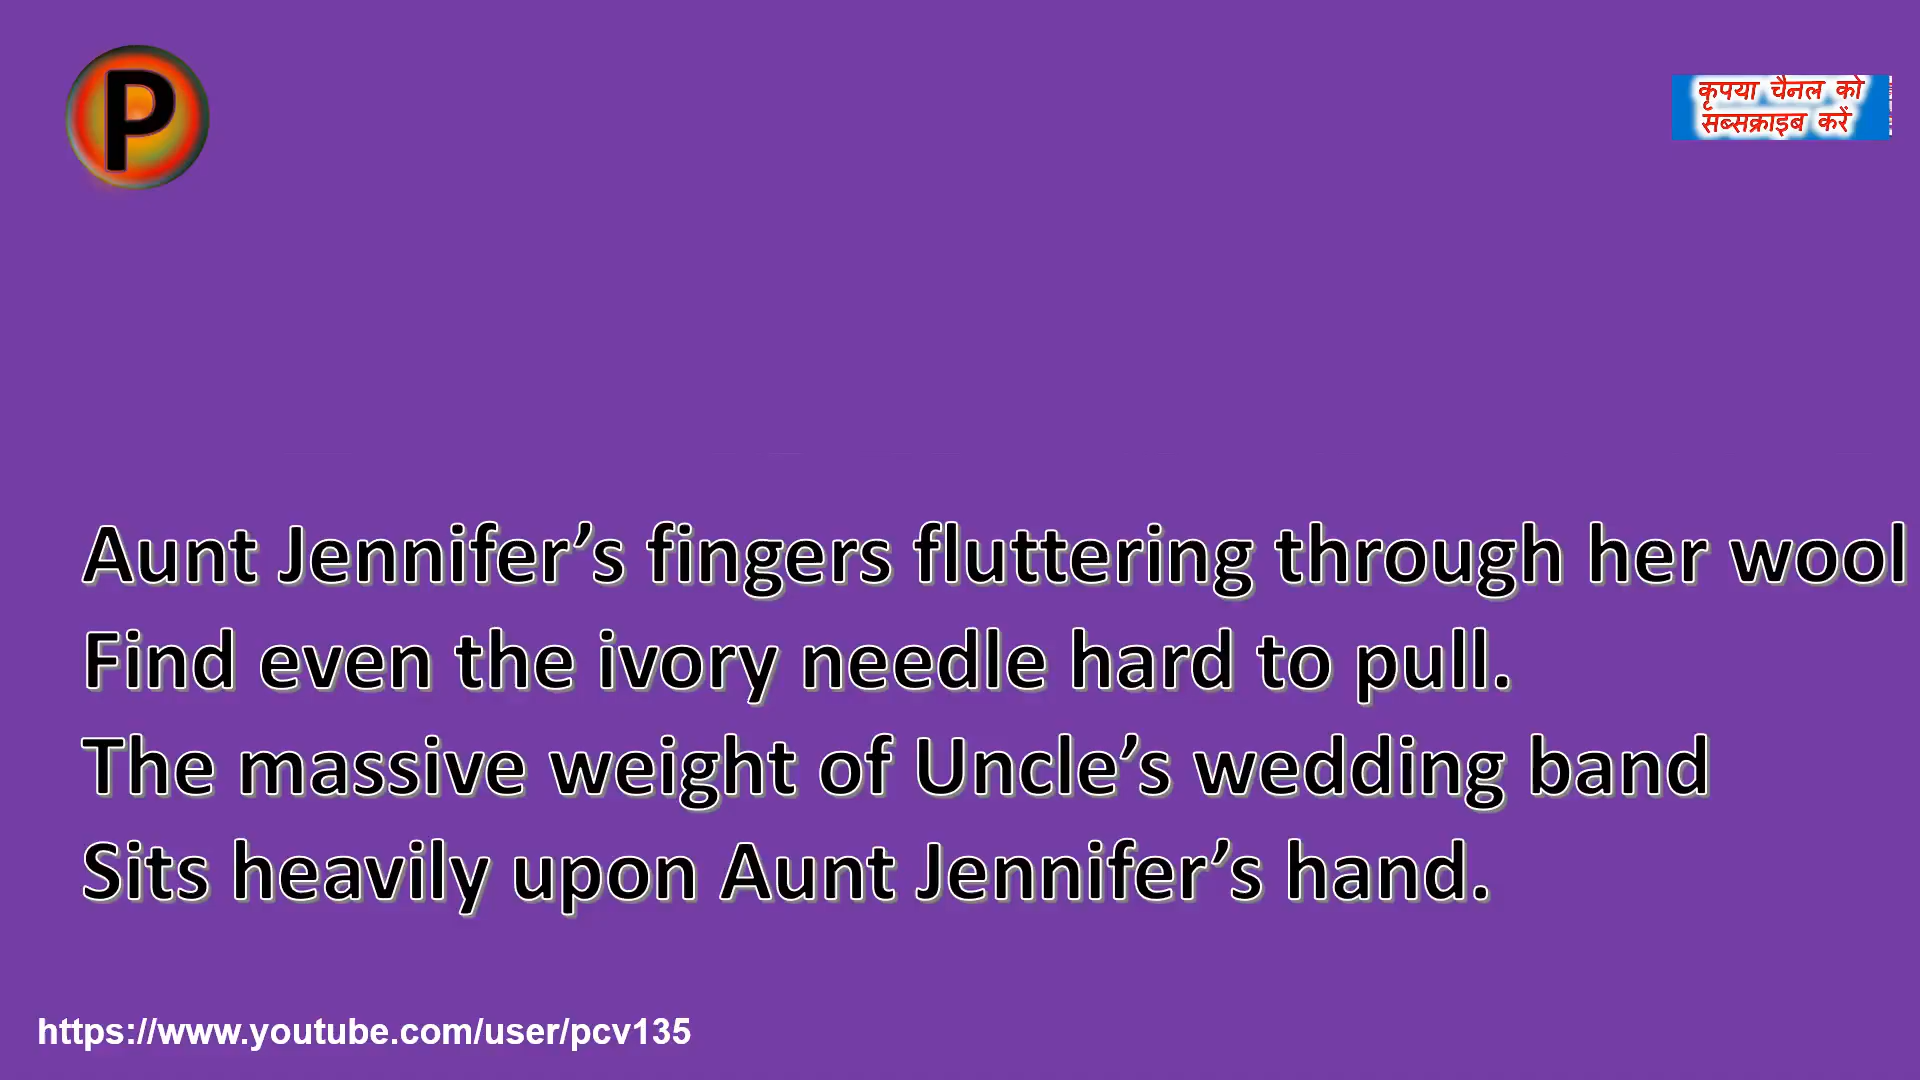 P
कृपया चैनल को
सब्सक्राइब करें
Aunt Jennifer’s fingers fluttering through her wool
Find even the ivory needle hard to pull.
The massive weight of Uncle’s wedding band
Sits heavily upon Aunt Jennifer’s hand.
https://www.youtube.com/user/pcv135